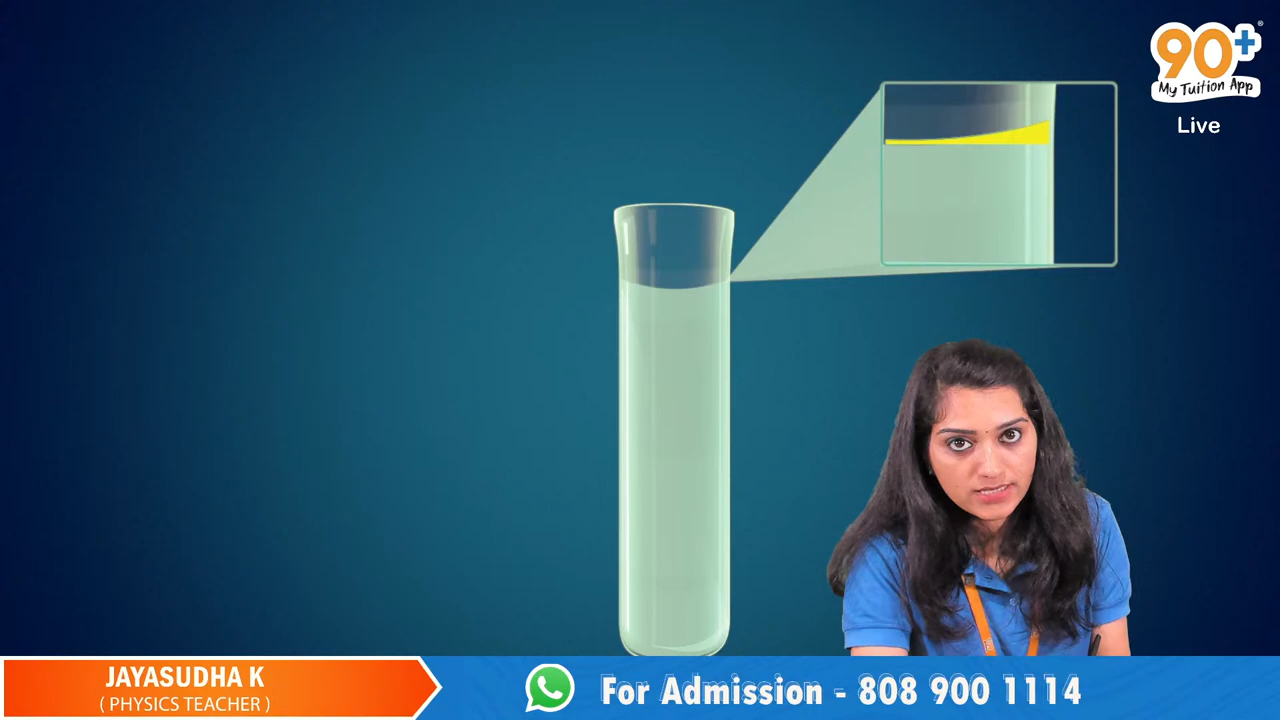 90+
My Tuition App
Live
JAYASUDHA K
( PHYSICS TEACHER )
For Admission - 808 900 1114